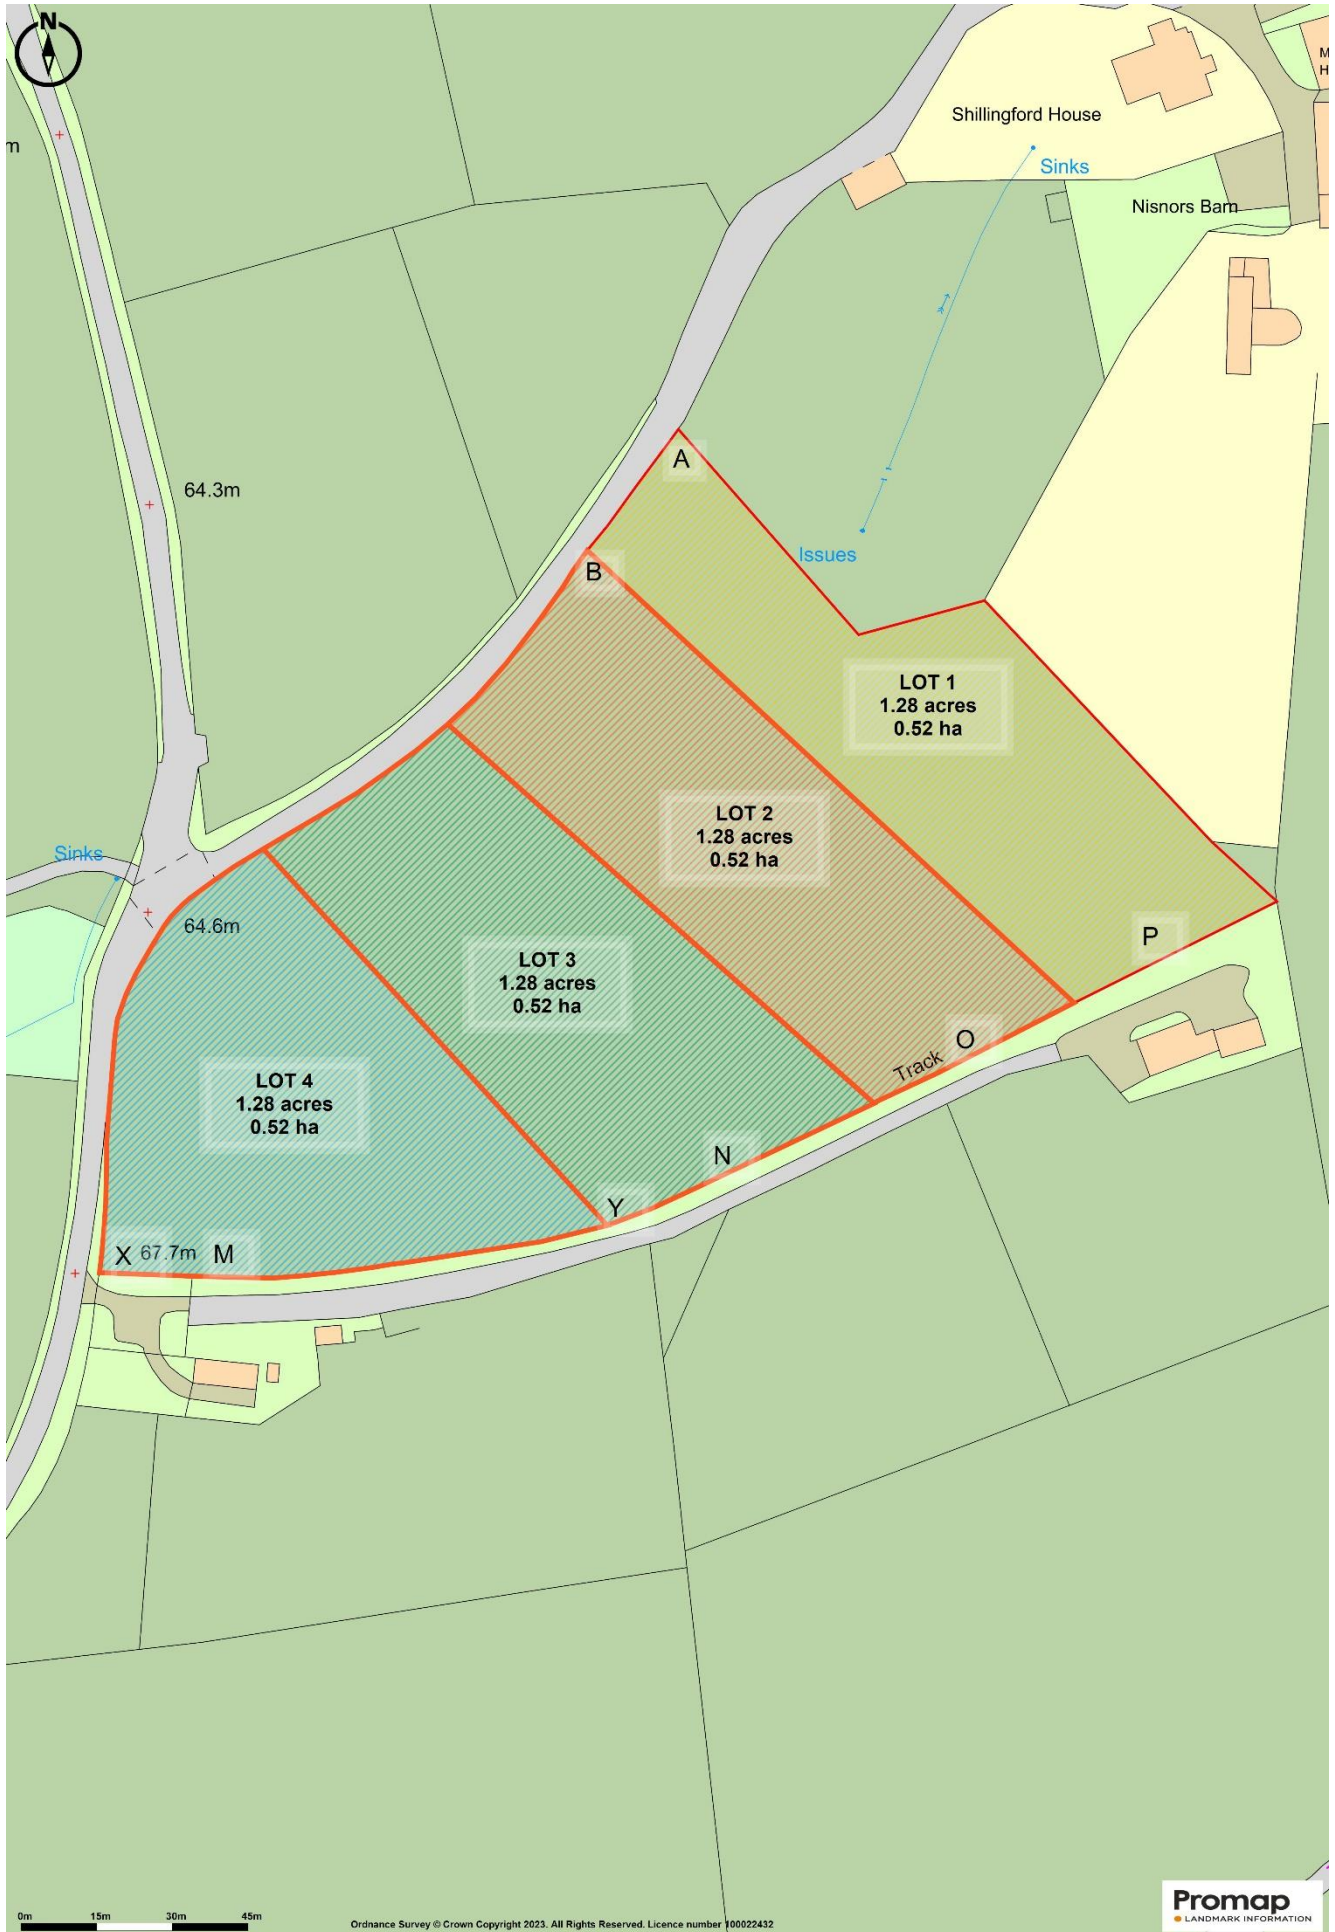 N
M
H
Shillingford House
m
Sinks
Nisnors Barn
A
64.3m
Issues
B
LOT 1
1.28 acres
0.52 ha
LOT 2
1.28 acres
0.52 ha
Sinks
64.6m
P
LOT 3
1.28 acres
0.52 ha
O
Track
LOT 4
1.28 acres
0.52 ha
N
Y
X
67.7m
M
0m 15m 30m 45m
Ordnance Survey © Crown Copyright 2023. All Rights Reserved. Licence number 100022432
Promap
LANDMARK INFORMATION